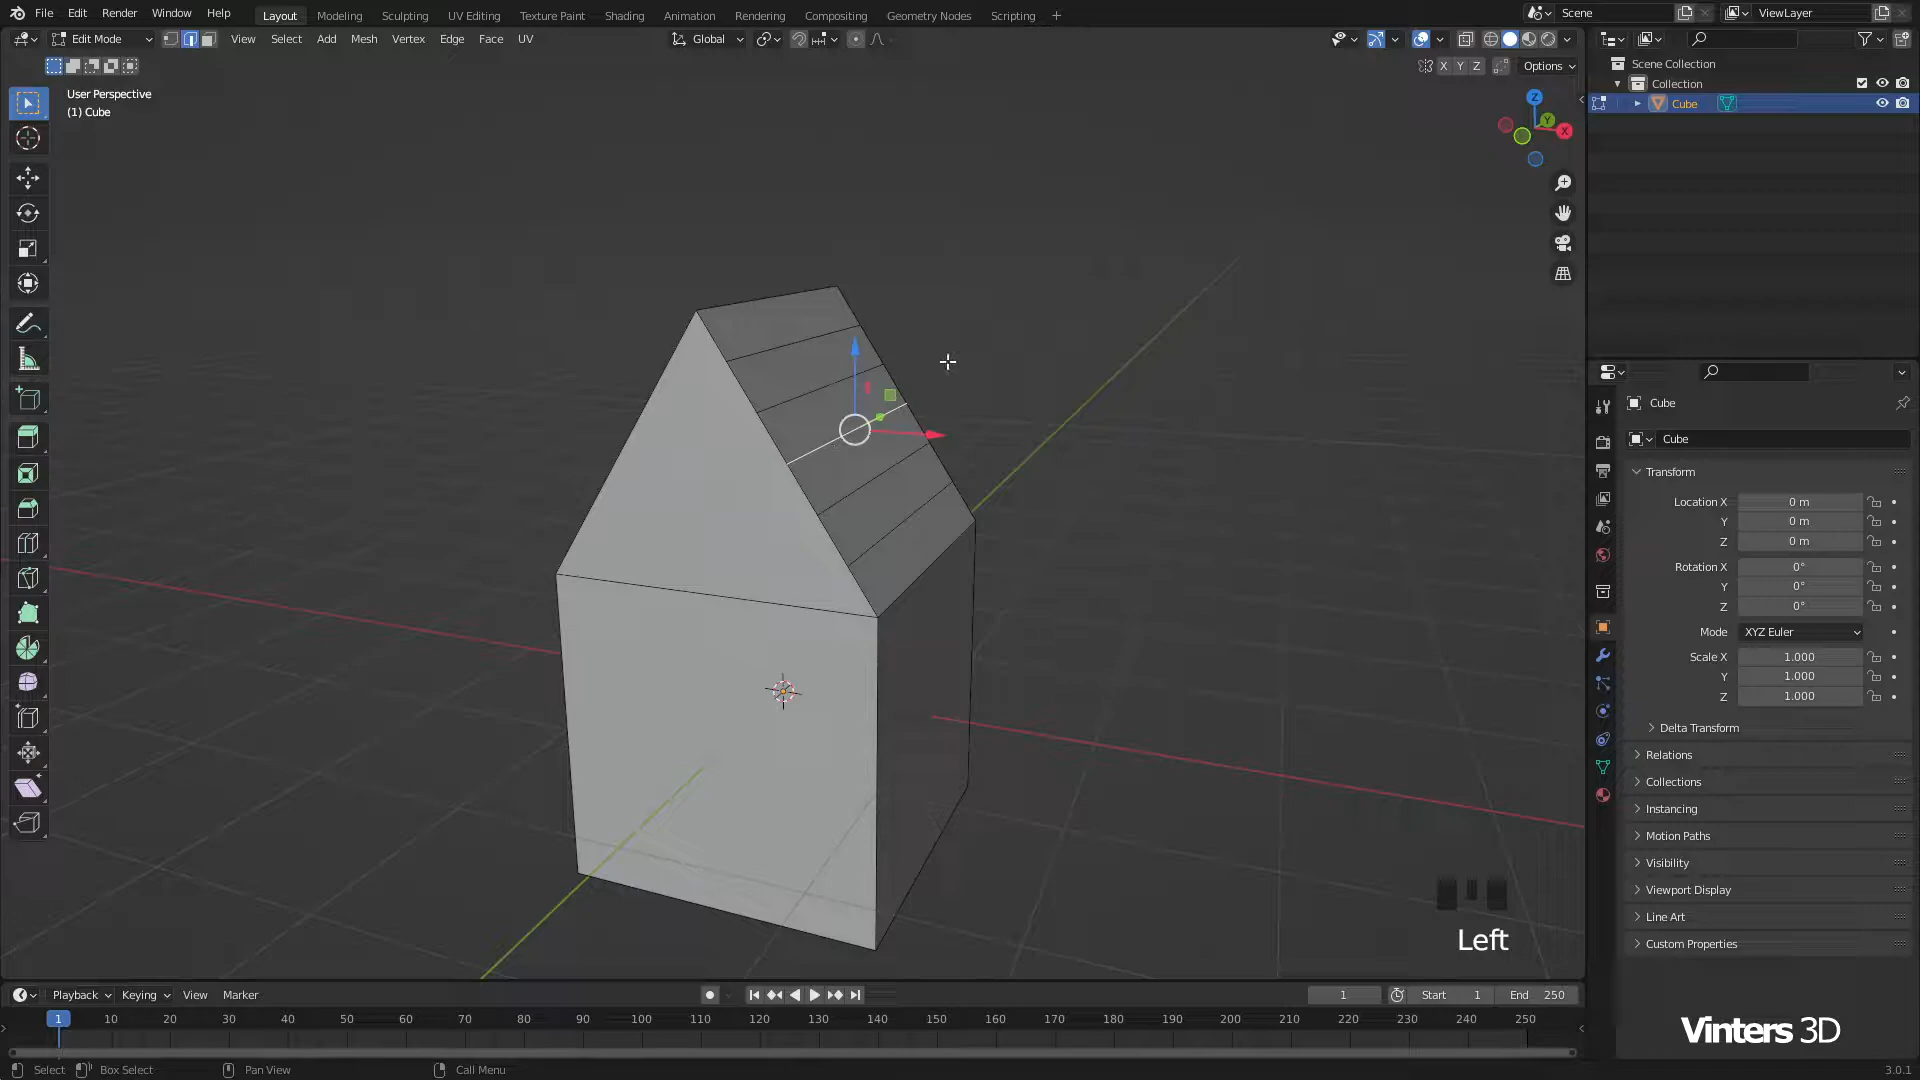 File Edit Render Window Help Layout Modeling Sculpting UV Editing Texture Paint Shading Animation Rendering Compositing Geometry Nodes Scripting + Scene ViewLayer
Edit Mode View Select Add Mesh Vertex Edge Face UV Global
X Y Z Options
User Perspective
(1) Cube
Z
Y
X
Scene Collection
Collection
Cube
Cube
Cube
Transform
Location X 0 m
Y 0 m
Z 0 m
Rotation X 0°
Y 0°
Z 0°
Mode XYZ Euler
Scale X 1.000
Y 1.000
Z 1.000
Delta Transform
Relations
Collections
Instancing
Motion Paths
Visibility
Viewport Display
Line Art
Custom Properties
Left
Playback Keying View Marker 1 Start 1 End 250
1 10 20 30 40 50 60 70 80 90 100 110 120 130 140 150 160 170 180 190 200 210 220 230 240 250
Vinters 3D
Select Box Select Pan View Call Menu 3.0.1